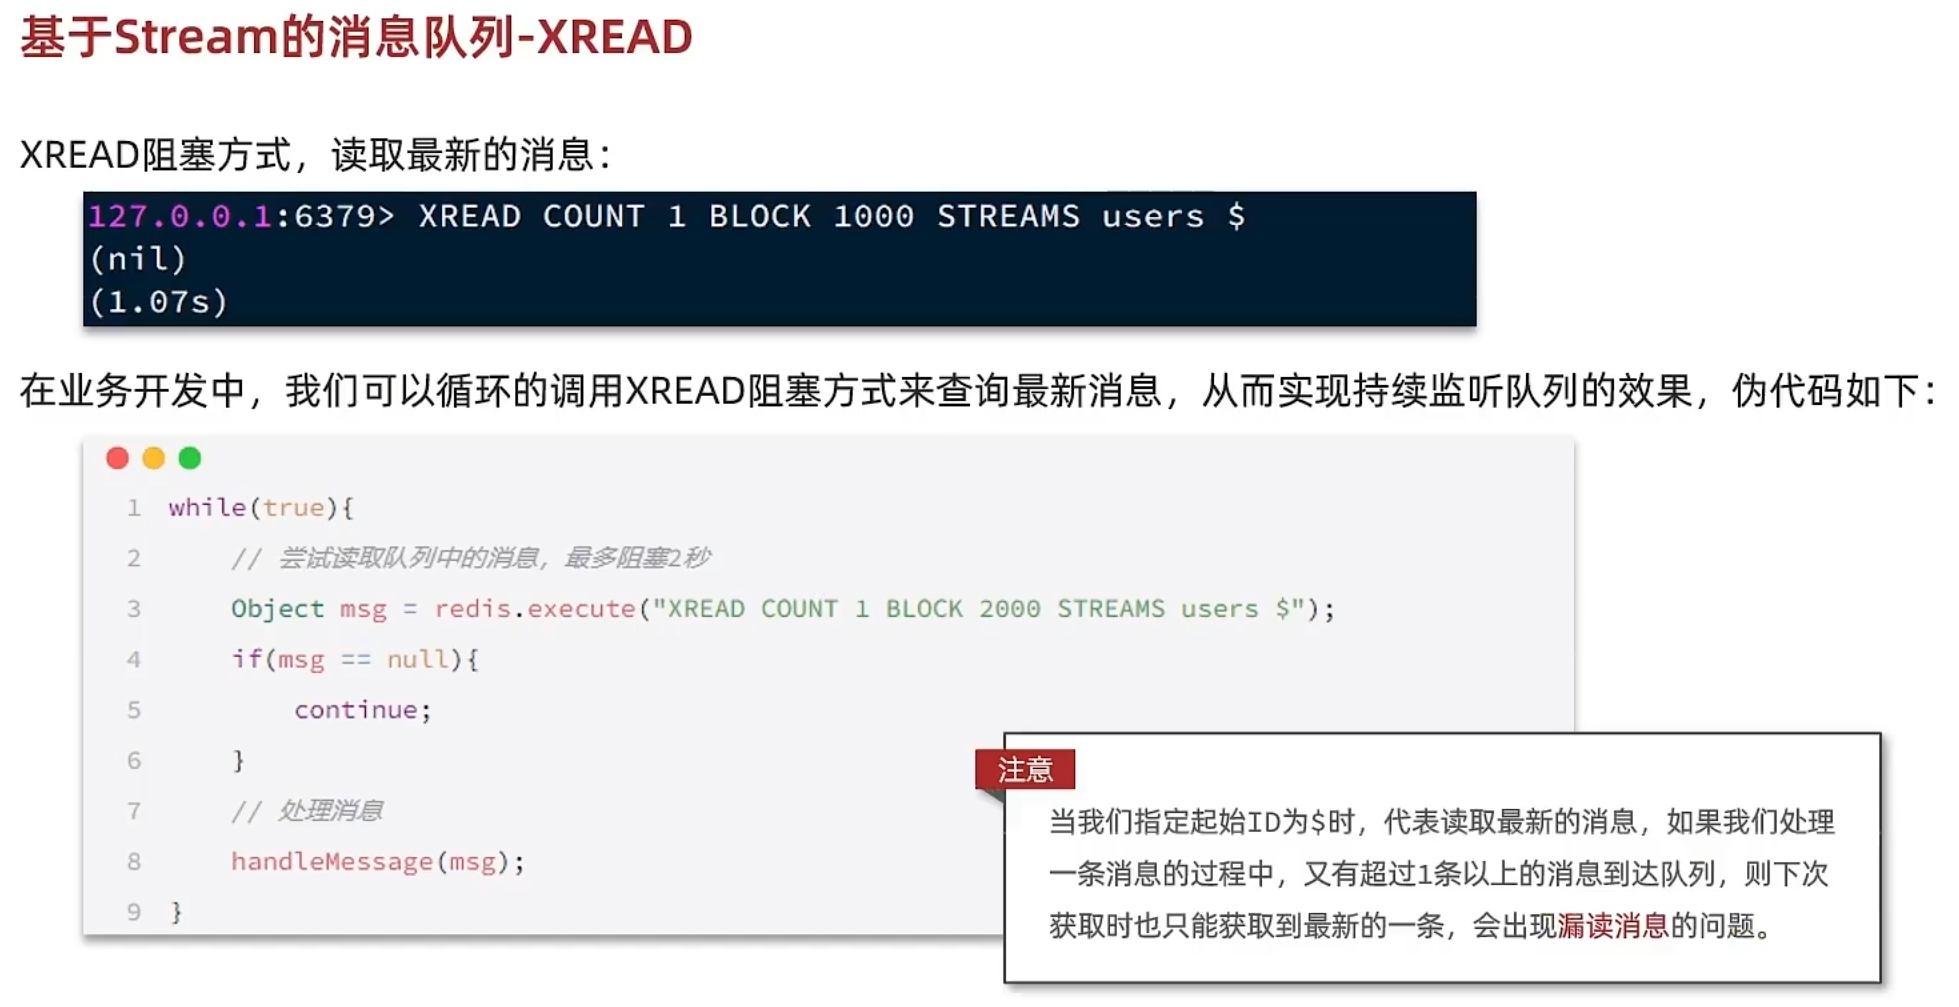 基于Stream的消息队列-XREAD
XREAD阻塞方式，读取最新的消息：
127.0.0.1:6379> XREAD COUNT 1 BLOCK 1000 STREAMS users $
(nil)
(1.07s)
在业务开发中，我们可以循环的调用XREAD阻塞方式来查询最新消息，从而实现持续监听队列的效果，伪代码如下：
1 while(true){
2     // 尝试读取队列中的消息，最多阻塞2秒
3     Object msg = redis.execute("XREAD COUNT 1 BLOCK 2000 STREAMS users $");
4     if(msg == null){
5         continue;
6     }
7     // 处理消息
8     handleMessage(msg);
9 }
注意
当我们指定起始ID为$时，代表读取最新的消息，如果我们处理
一条消息的过程中，又有超过1条以上的消息到达队列，则下次
获取时也只能获取到最新的一条，会出现漏读消息的问题。